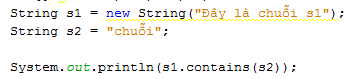 String s1 = new String("Đây là chuỗi s1");
String s2 = "chuỗi";
System.out.println(s1.contains(s2));